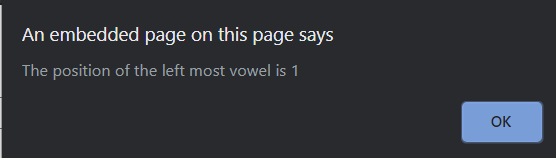 An embedded page on this page says
The position of the left most vowel is 1
OK